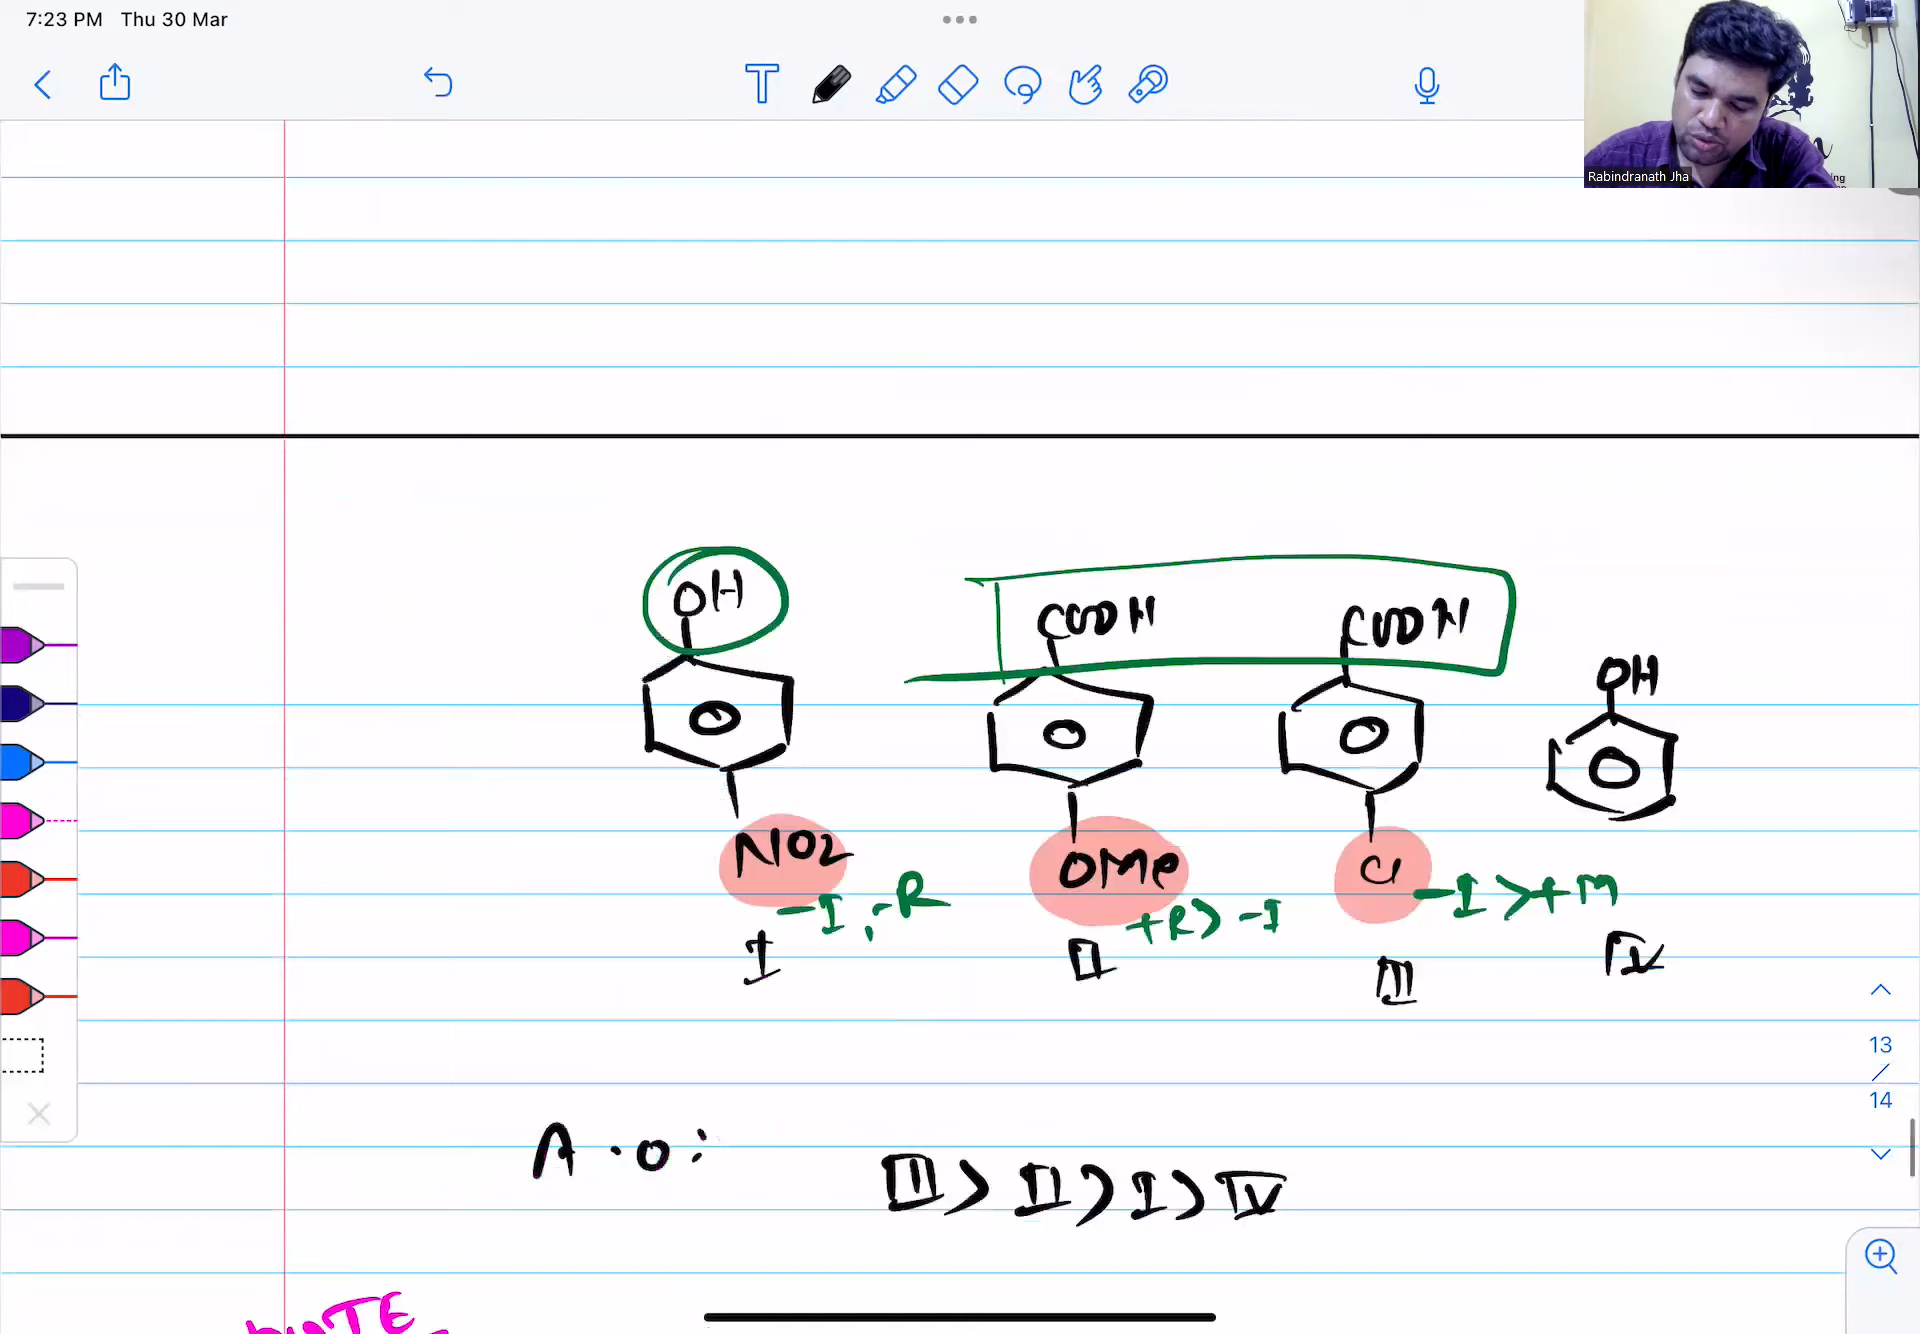 7:23 PM Thu 30 Mar
T
Rabindranath Jha
OH
COOH
COOH
OH
NO2
OMe
Cl
-I, -R
+R > -I
-I > +M
I
II
III
IV
13
/
14
A.O:
III > II > I > IV